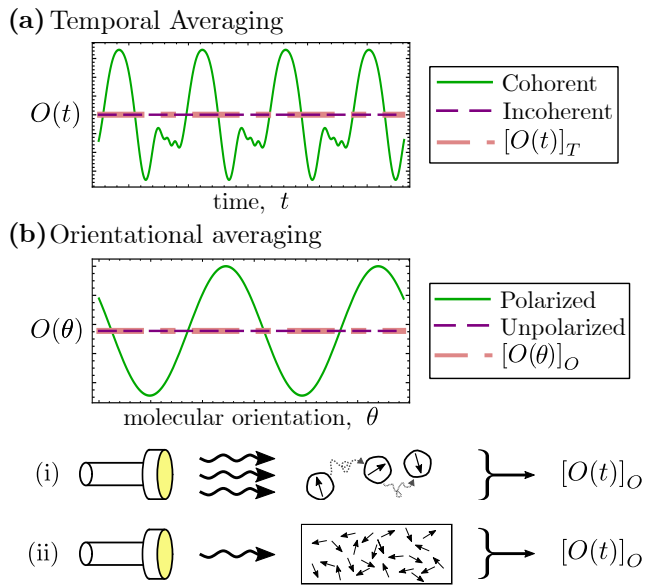 (a) Temporal Averaging
O(t)
Cohorent
Incoherent
[O(t)]_T
time, t
(b) Orientational averaging
O(θ)
Polarized
Unpolarized
[O(θ)]_O
molecular orientation, θ
(i) [O(t)]_O
(ii) [O(t)]_O